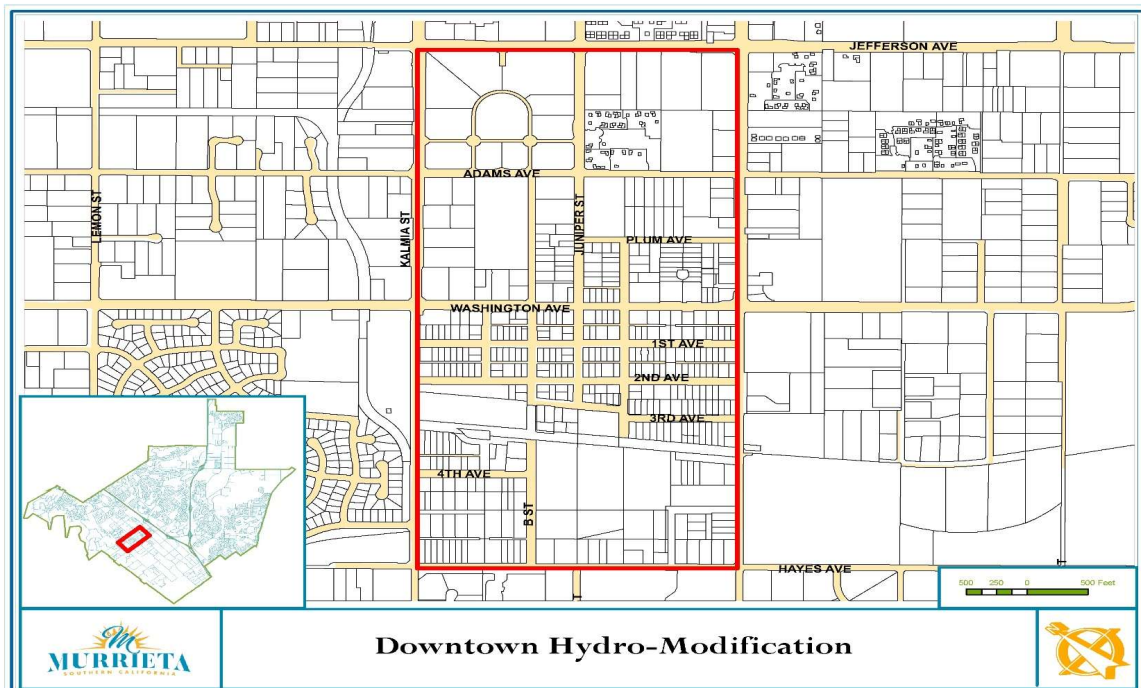 JEFFERSON AVE
ADAMS AVE
LEMON ST
KALMIA ST
JUNIPER ST
PLUM AVE
WASHINGTON AVE
1ST AVE
2ND AVE
3RD AVE
4TH AVE
B ST
HAYES AVE
500 250 0 500 Feet
M
MURRIETA
SOUTHERN CALIFORNIA
Downtown Hydro-Modification